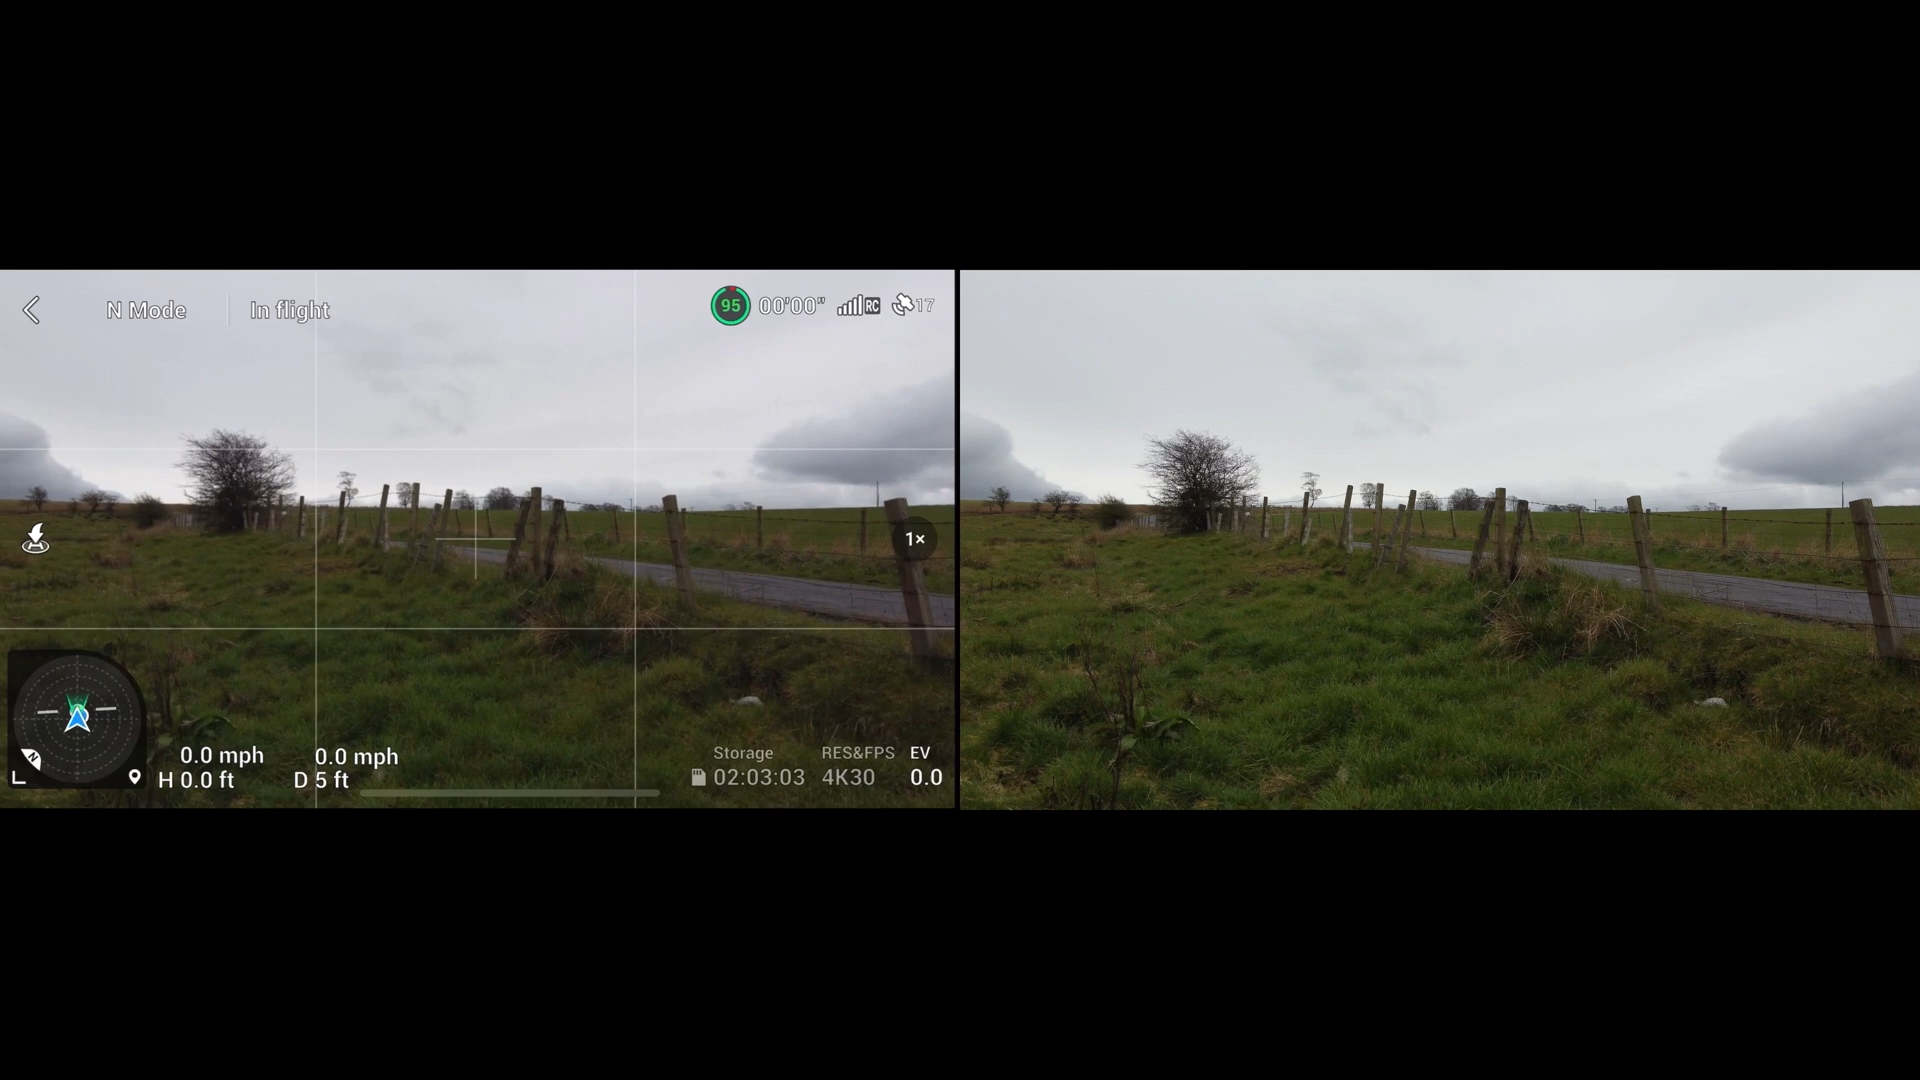 N Mode In flight 95 00'00" RC 17
1×
N
0.0 mph 0.0 mph
H 0.0 ft D 5 ft
Storage RES&FPS EV
02:03:03 4K30 0.0